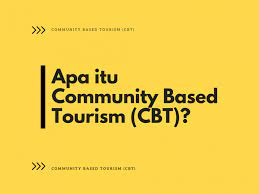 COMMUNITY BASED TOURISM (CBT)
Apa itu
Community Based
Tourism (CBT)?
COMMUNITY BASED TOURISM (CBT)